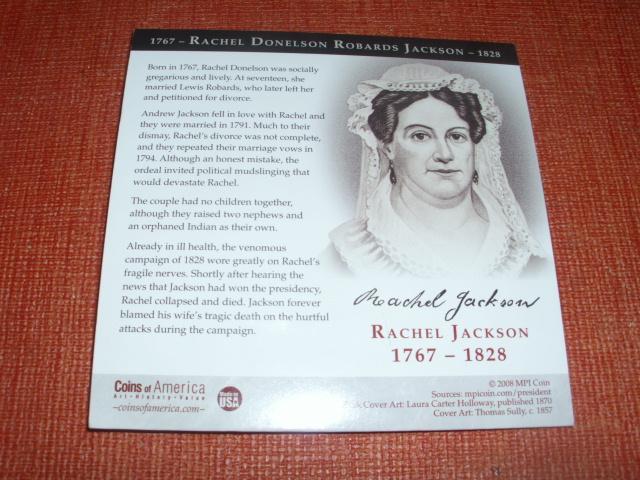 1767 – RACHEL DONELSON ROBARDS JACKSON – 1828
Born in 1767, Rachel Donelson was socially
gregarious and lively. At seventeen, she
married Lewis Robards, who later left her
and petitioned for divorce.
Andrew Jackson fell in love with Rachel and
they were married in 1791. Much to their
dismay, Rachel's divorce was not complete,
and they repeated their marriage vows in
1794. Although an honest mistake, the
ordeal invited political mudslinging that
would devastate Rachel.
The couple had no children together,
although they raised two nephews and
an orphaned Indian as their own.
Already in ill health, the venomous
campaign of 1828 wore greatly on Rachel's
fragile nerves. Shortly after hearing the
news that Jackson had won the presidency,
Rachel collapsed and died. Jackson forever
blamed his wife's tragic death on the hurtful
attacks during the campaign.
Rachel Jackson
RACHEL JACKSON
1767 – 1828
Coins of America
Art • History • Value
–coinsofamerica.com–
USA
© 2008 MPI Coin
Sources: mpicoin.com/president
Cover Art: Laura Carter Holloway, published 1870
Cover Art: Thomas Sully, c. 1857